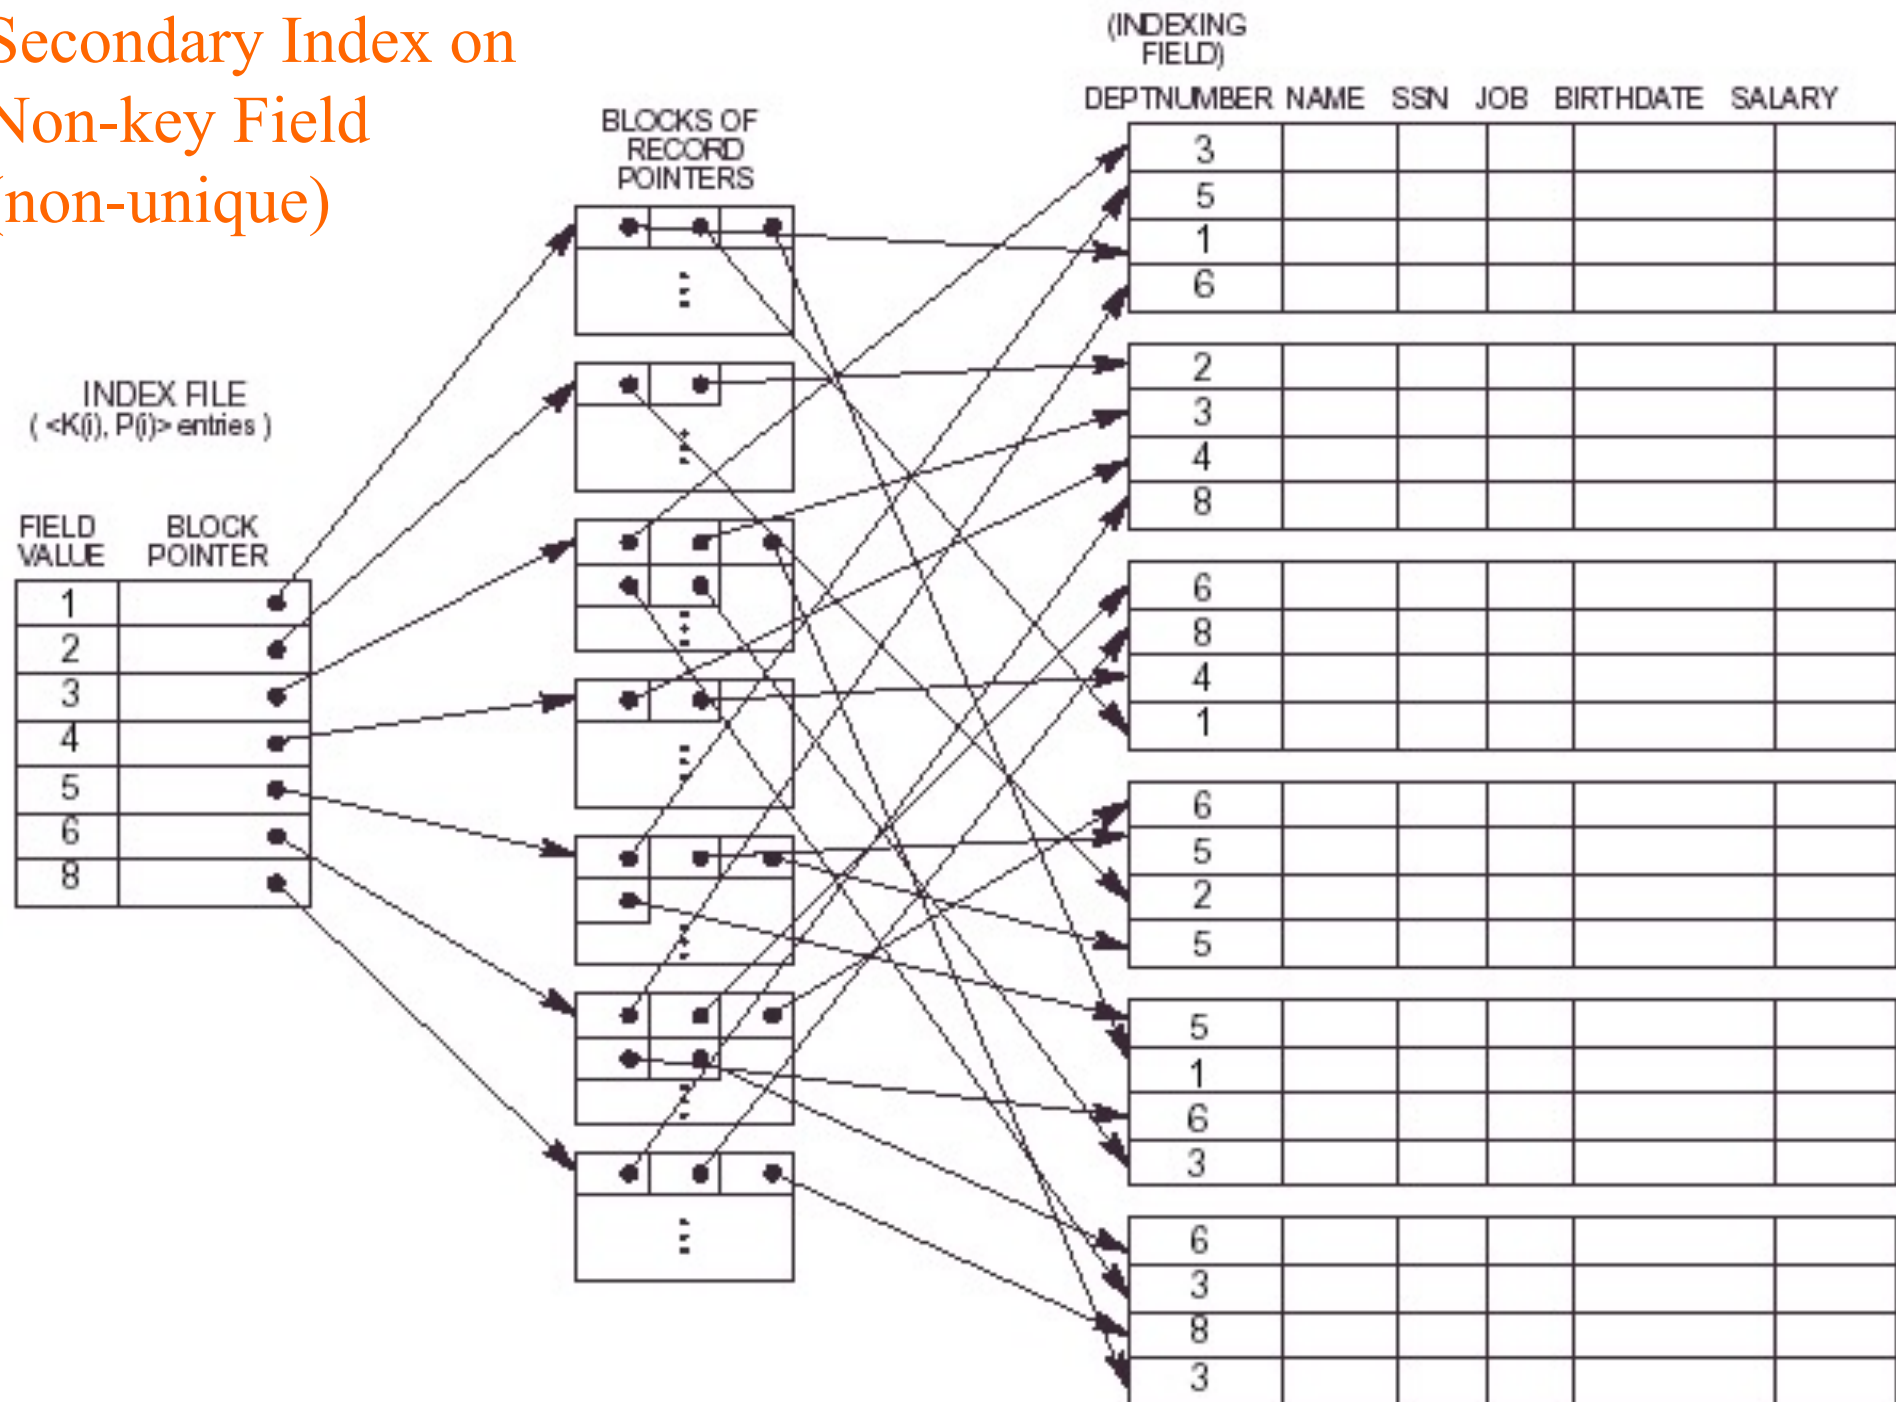 Secondary Index on
Non-key Field
(non-unique)
INDEX FILE
( <K(i), P(i)> entries )
FIELD VALUE
BLOCK POINTER
1
2
3
4
5
6
8
BLOCKS OF
RECORD
POINTERS
(INDEXING
FIELD)
DEPTNUMBER NAME SSN JOB BIRTHDATE SALARY
3
5
1
6
2
3
4
8
6
8
4
1
6
5
2
5
5
1
6
3
6
3
8
3